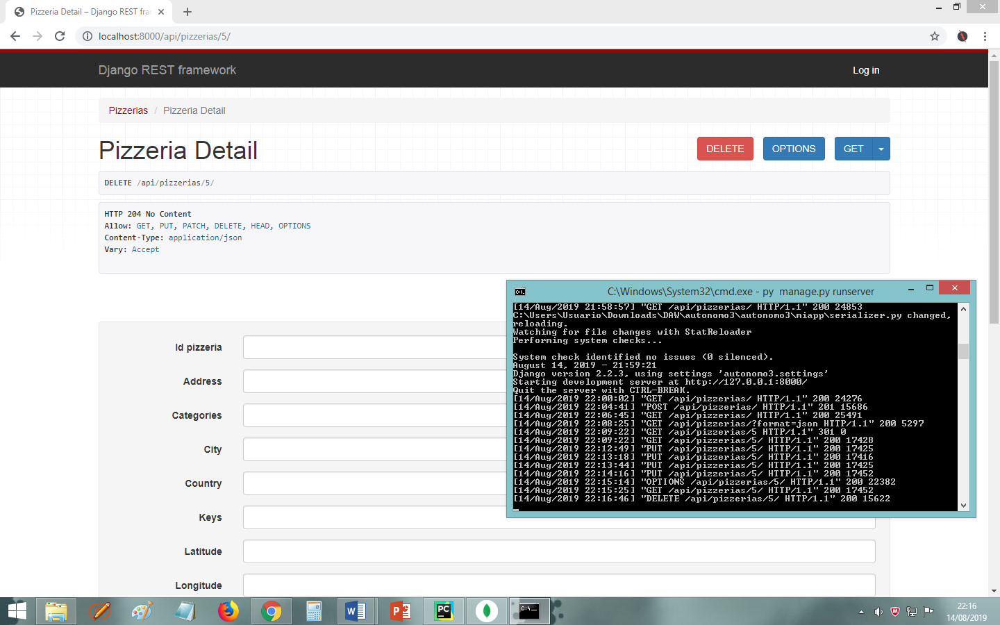 Pizzeria Detail – Django REST fra
localhost:8000/api/pizzerias/5/
Django REST framework
Log in
Pizzerias / Pizzeria Detail
Pizzeria Detail
DELETE
OPTIONS
GET
DELETE /api/pizzerias/5/
HTTP 204 No Content
Allow: GET, PUT, PATCH, DELETE, HEAD, OPTIONS
Content-Type: application/json
Vary: Accept
Id pizzeria
Address
Categories
City
Country
Keys
Latitude
Longitude
C:\Windows\System32\cmd.exe - py  manage.py runserver
[14/Aug/2019 21:58:57] "GET /api/pizzerias/ HTTP/1.1" 200 24853
C:\Users\Usuario\Downloads\DAW\autonomo3\autonomo3\miapp\serializer.py changed,
reloading.
Watching for file changes with StatReloader
Performing system checks...
System check identified no issues (0 silenced).
August 14, 2019 - 21:59:21
Django version 2.2.3, using settings 'autonomo3.settings'
Starting development server at http://127.0.0.1:8000/
Quit the server with CTRL-BREAK.
[14/Aug/2019 22:00:02] "GET /api/pizzerias/ HTTP/1.1" 200 24276
[14/Aug/2019 22:04:41] "POST /api/pizzerias/ HTTP/1.1" 201 15686
[14/Aug/2019 22:06:45] "GET /api/pizzerias/ HTTP/1.1" 200 25491
[14/Aug/2019 22:08:25] "GET /api/pizzerias/?format=json HTTP/1.1" 200 5297
[14/Aug/2019 22:09:22] "GET /api/pizzerias/5 HTTP/1.1" 301 0
[14/Aug/2019 22:09:22] "GET /api/pizzerias/5/ HTTP/1.1" 200 17428
[14/Aug/2019 22:12:49] "PUT /api/pizzerias/5/ HTTP/1.1" 200 17425
[14/Aug/2019 22:13:18] "PUT /api/pizzerias/5/ HTTP/1.1" 200 17416
[14/Aug/2019 22:13:44] "PUT /api/pizzerias/5/ HTTP/1.1" 200 17425
[14/Aug/2019 22:14:16] "PUT /api/pizzerias/5/ HTTP/1.1" 200 17452
[14/Aug/2019 22:15:14] "OPTIONS /api/pizzerias/5/ HTTP/1.1" 200 22382
[14/Aug/2019 22:15:25] "GET /api/pizzerias/5/ HTTP/1.1" 200 17452
[14/Aug/2019 22:16:46] "DELETE /api/pizzerias/5/ HTTP/1.1" 200 15622
22:16
14/08/2019